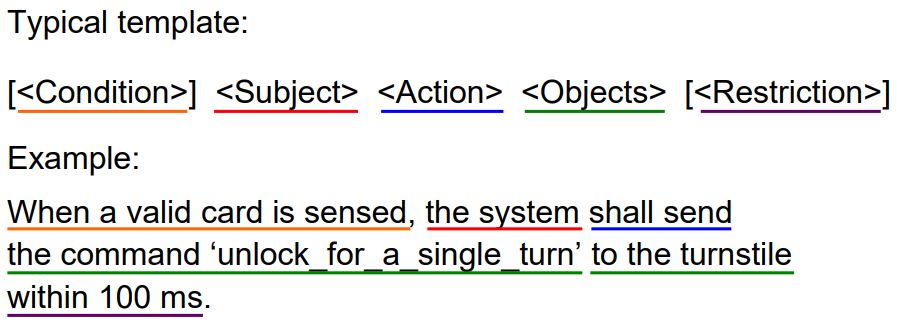 Typical template:
[<Condition>] <Subject> <Action> <Objects> [<Restriction>]
Example:
When a valid card is sensed, the system shall send
the command ‘unlock_for_a_single_turn’ to the turnstile
within 100 ms.